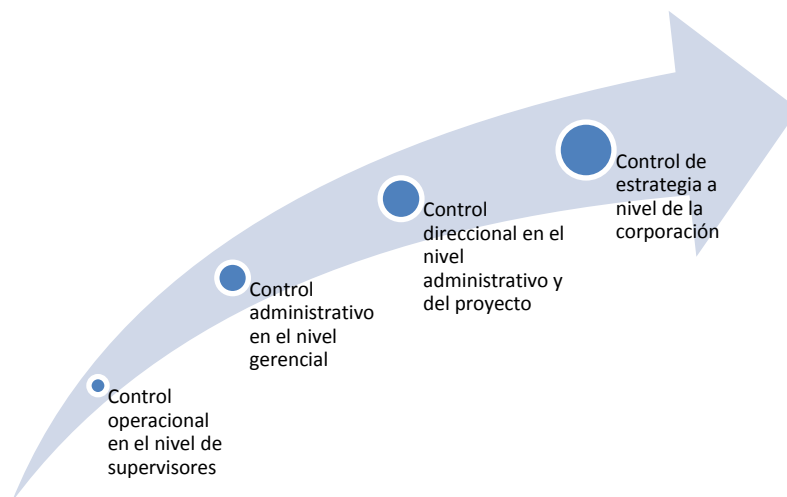 Control
operacional
en el nivel de
supervisores
Control
administrativo
en el nivel
gerencial
Control
direccional en el
nivel
administrativo y
del proyecto
Control de
estrategia a
nivel de la
corporación